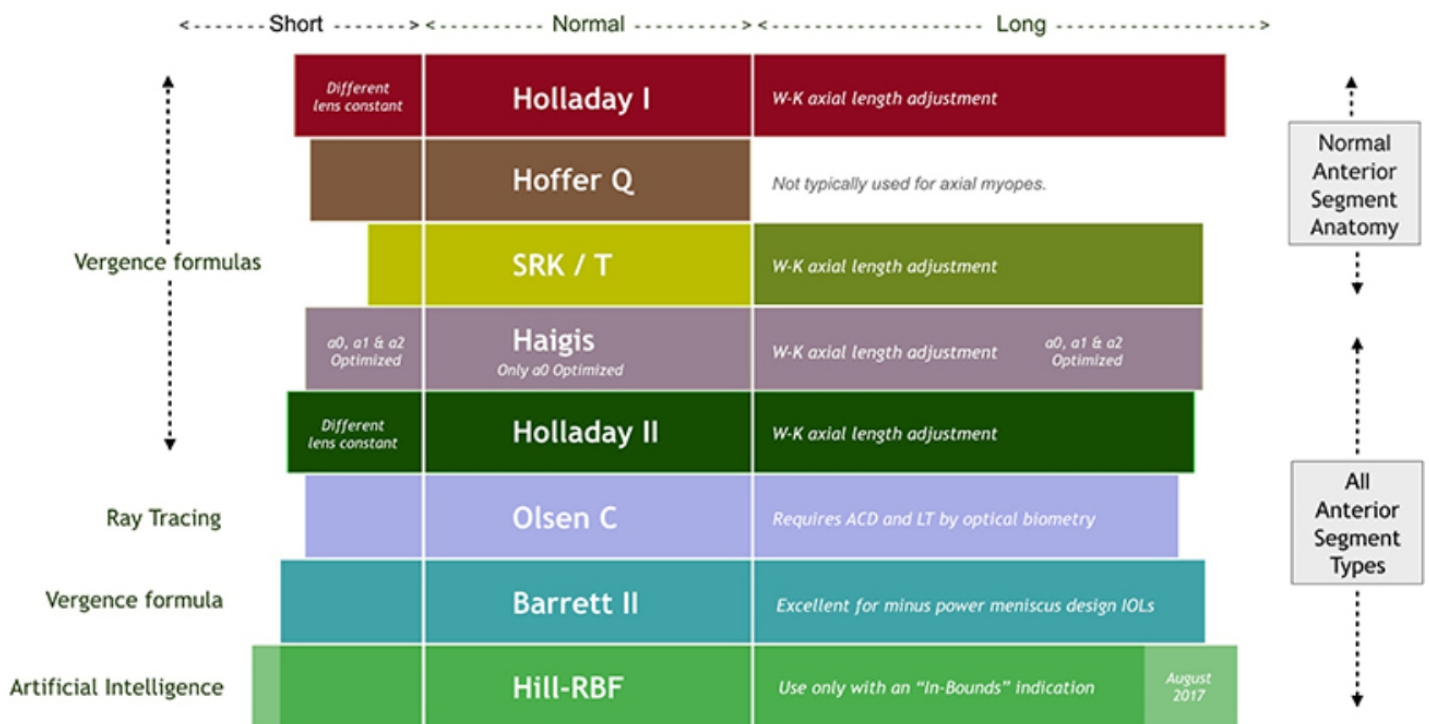 Short
Normal
Long
Different
lens constant
Holladay I
W-K axial length adjustment
Normal
Anterior
Segment
Anatomy
Hoffer Q
Not typically used for axial myopes.
Vergence formulas
SRK / T
W-K axial length adjustment
a0, a1 & a2
Optimized
Haigis
Only a0 Optimized
W-K axial length adjustment
a0, a1 & a2
Optimized
Different
lens constant
Holladay II
W-K axial length adjustment
All
Anterior
Segment
Types
Ray Tracing
Olsen C
Requires ACD and LT by optical biometry
Vergence formula
Barrett II
Excellent for minus power meniscus design IOLs
Artificial Intelligence
Hill-RBF
Use only with an “In-Bounds” indication
August
2017